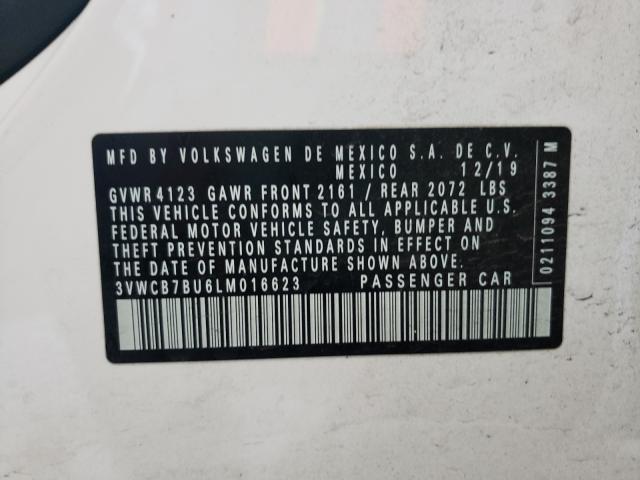 MFD BY VOLKSWAGEN DE MEXICO S.A. DE C.V.
MEXICO 12/19
GVWR 4123 GAWR FRONT 2161 / REAR 2072 LBS
THIS VEHICLE CONFORMS TO ALL APPLICABLE U.S.
FEDERAL MOTOR VEHICLE SAFETY, BUMPER AND
THEFT PREVENTION STANDARDS IN EFFECT ON
THE DATE OF MANUFACTURE SHOWN ABOVE.
3VWCB7BU6LM016623 PASSENGER CAR
0211094 3387 M